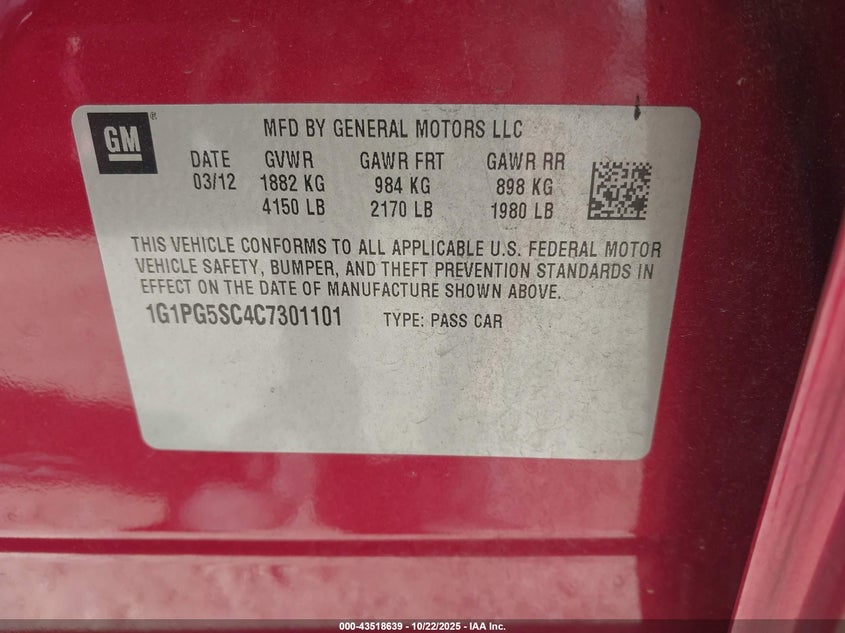 GM®
MFD BY GENERAL MOTORS LLC
DATE GVWR GAWR FRT GAWR RR
03/12 1882 KG 984 KG 898 KG
4150 LB 2170 LB 1980 LB
THIS VEHICLE CONFORMS TO ALL APPLICABLE U.S. FEDERAL MOTOR
VEHICLE SAFETY, BUMPER, AND THEFT PREVENTION STANDARDS IN
EFFECT ON THE DATE OF MANUFACTURE SHOWN ABOVE.
1G1PG5SC4C7301101 TYPE: PASS CAR
000-43518639 - 10/22/2025 - IAA Inc.